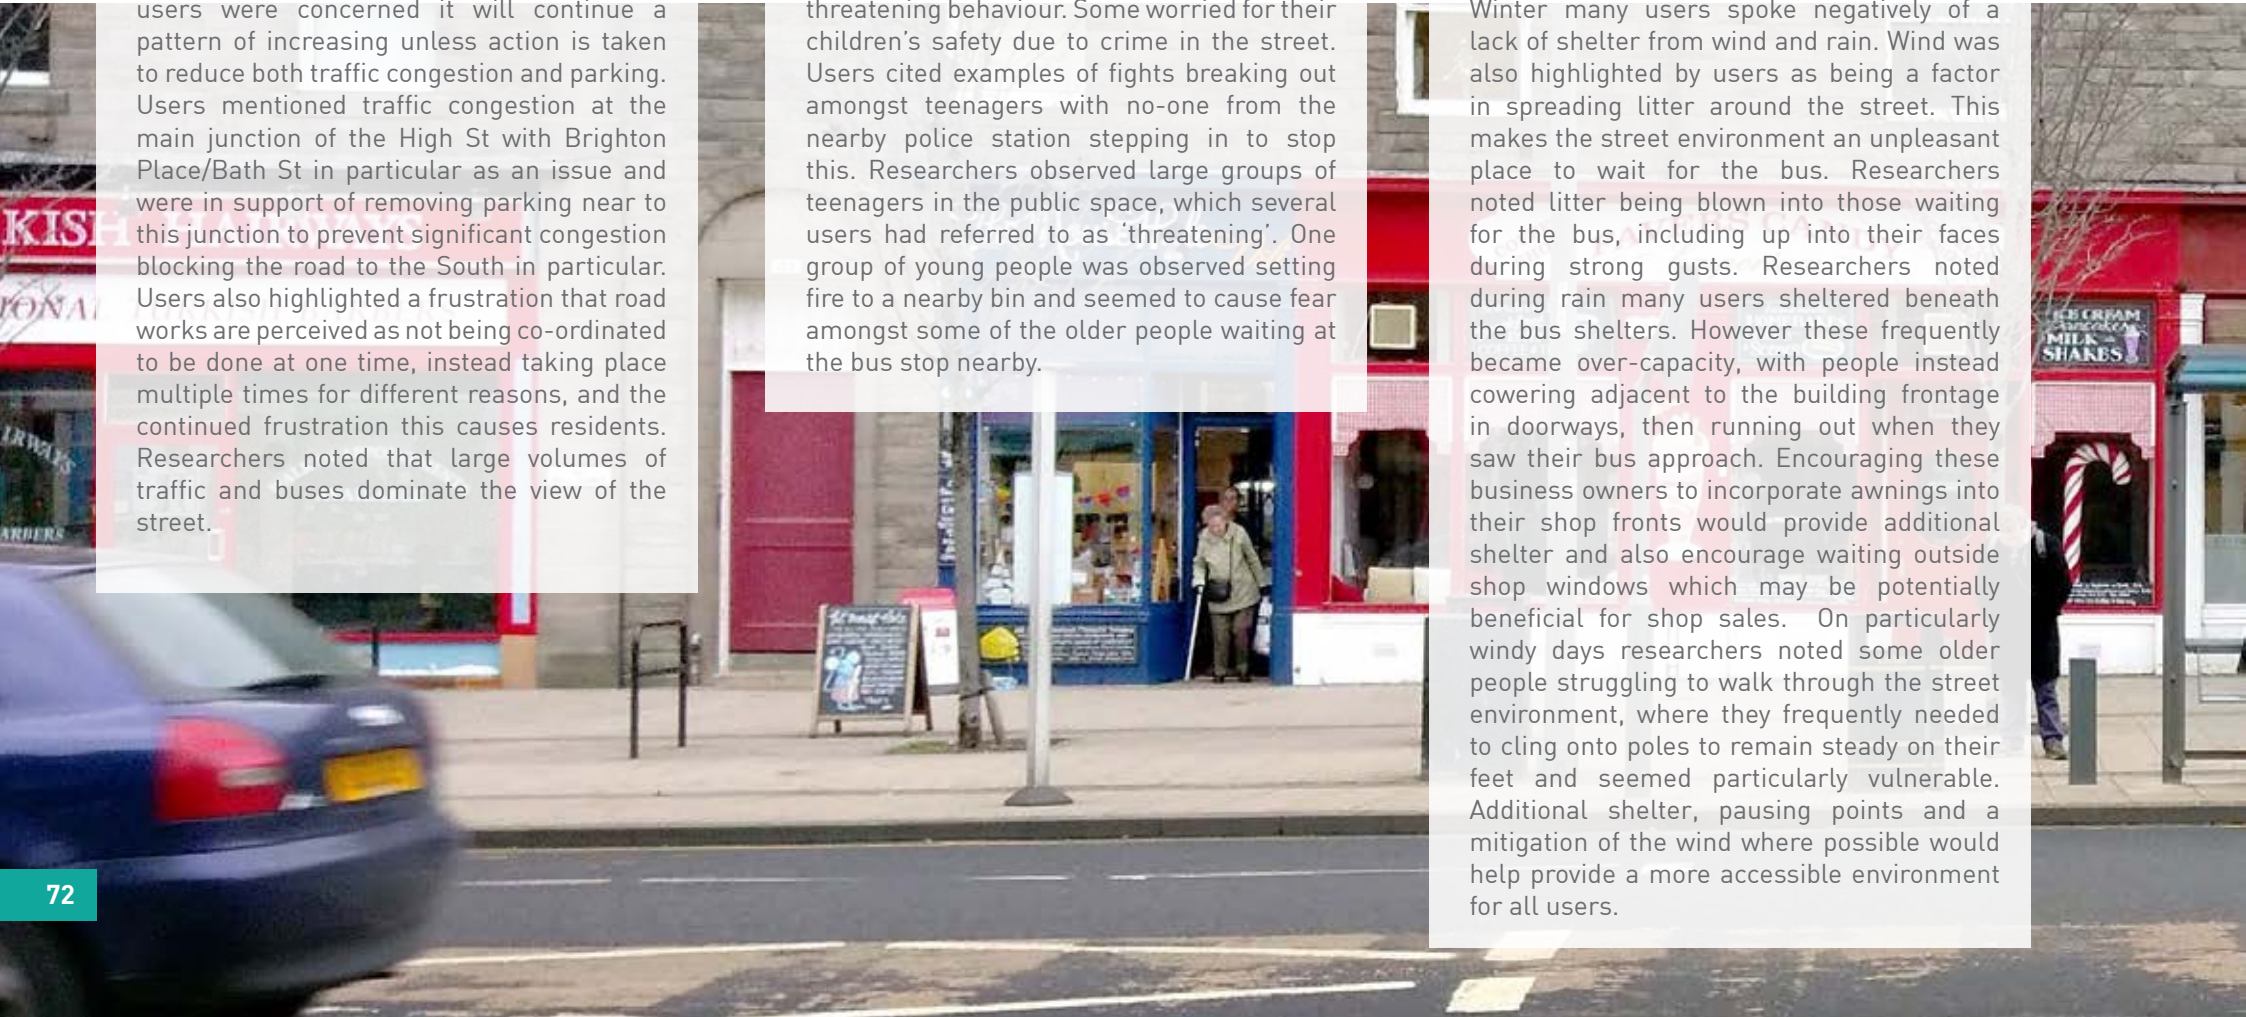 users were concerned it will continue a
pattern of increasing unless action is taken
to reduce both traffic congestion and parking.
Users mentioned traffic congestion at the
main junction of the High St with Brighton
Place/Bath St in particular as an issue and
were in support of removing parking near to
this junction to prevent significant congestion
blocking the road to the South in particular.
Users also highlighted a frustration that road
works are perceived as not being co-ordinated
to be done at one time, instead taking place
multiple times for different reasons, and the
continued frustration this causes residents.
Researchers noted that large volumes of
traffic and buses dominate the view of the
street.
threatening behaviour. Some worried for their
children’s safety due to crime in the street.
Users cited examples of fights breaking out
amongst teenagers with no-one from the
nearby police station stepping in to stop
this. Researchers observed large groups of
teenagers in the public space, which several
users had referred to as ‘threatening’. One
group of young people was observed setting
fire to a nearby bin and seemed to cause fear
amongst some of the older people waiting at
the bus stop nearby.
Winter many users spoke negatively of a
lack of shelter from wind and rain. Wind was
also highlighted by users as being a factor
in spreading litter around the street. This
makes the street environment an unpleasant
place to wait for the bus. Researchers
noted litter being blown into those waiting
for the bus, including up into their faces
during strong gusts. Researchers noted
during rain many users sheltered beneath
the bus shelters. However these frequently
became over-capacity, with people instead
cowering adjacent to the building frontage
in doorways, then running out when they
saw their bus approach. Encouraging these
business owners to incorporate awnings into
their shop fronts would provide additional
shelter and also encourage waiting outside
shop windows which may be potentially
beneficial for shop sales. On particularly
windy days researchers noted some older
people struggling to walk through the street
environment, where they frequently needed
to cling onto poles to remain steady on their
feet and seemed particularly vulnerable.
Additional shelter, pausing points and a
mitigation of the wind where possible would
help provide a more accessible environment
for all users.
KISH HAIRWAYS
ICE CREAM
Pancakes
MILK
SHAKES
72